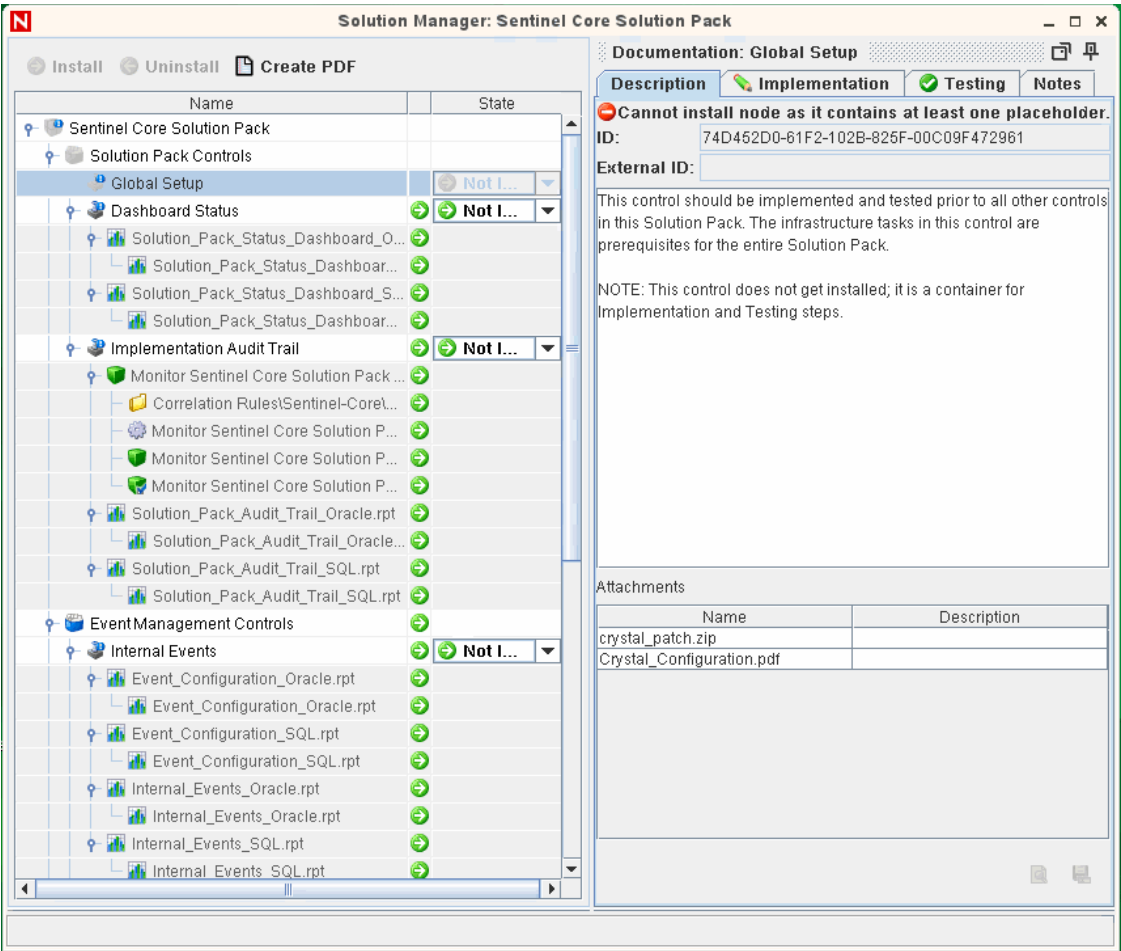 N
Solution Manager: Sentinel Core Solution Pack
Install Uninstall Create PDF
Name State
Sentinel Core Solution Pack
Solution Pack Controls
Global Setup Not I...
Dashboard Status Not I...
Solution_Pack_Status_Dashboard_O...
Solution_Pack_Status_Dashboar...
Solution_Pack_Status_Dashboard_S...
Solution_Pack_Status_Dashboar...
Implementation Audit Trail Not I...
Monitor Sentinel Core Solution Pack ...
Correlation Rules\Sentinel-Core\...
Monitor Sentinel Core Solution P...
Monitor Sentinel Core Solution P...
Monitor Sentinel Core Solution P...
Solution_Pack_Audit_Trail_Oracle.rpt
Solution_Pack_Audit_Trail_Oracle...
Solution_Pack_Audit_Trail_SQL.rpt
Solution_Pack_Audit_Trail_SQL.rpt
Event Management Controls
Internal Events Not I...
Event_Configuration_Oracle.rpt
Event_Configuration_Oracle.rpt
Event_Configuration_SQL.rpt
Event_Configuration_SQL.rpt
Internal_Events_Oracle.rpt
Internal_Events_Oracle.rpt
Internal_Events_SQL.rpt
Internal_Events_SQL.rpt
Documentation: Global Setup
Description Implementation Testing Notes
Cannot install node as it contains at least one placeholder.
ID: 74D452D0-61F2-102B-825F-00C09F472961
External ID:
This control should be implemented and tested prior to all other controls
in this Solution Pack. The infrastructure tasks in this control are
prerequisites for the entire Solution Pack.
NOTE: This control does not get installed; it is a container for
Implementation and Testing steps.
Attachments
Name Description
crystal_patch.zip
Crystal_Configuration.pdf